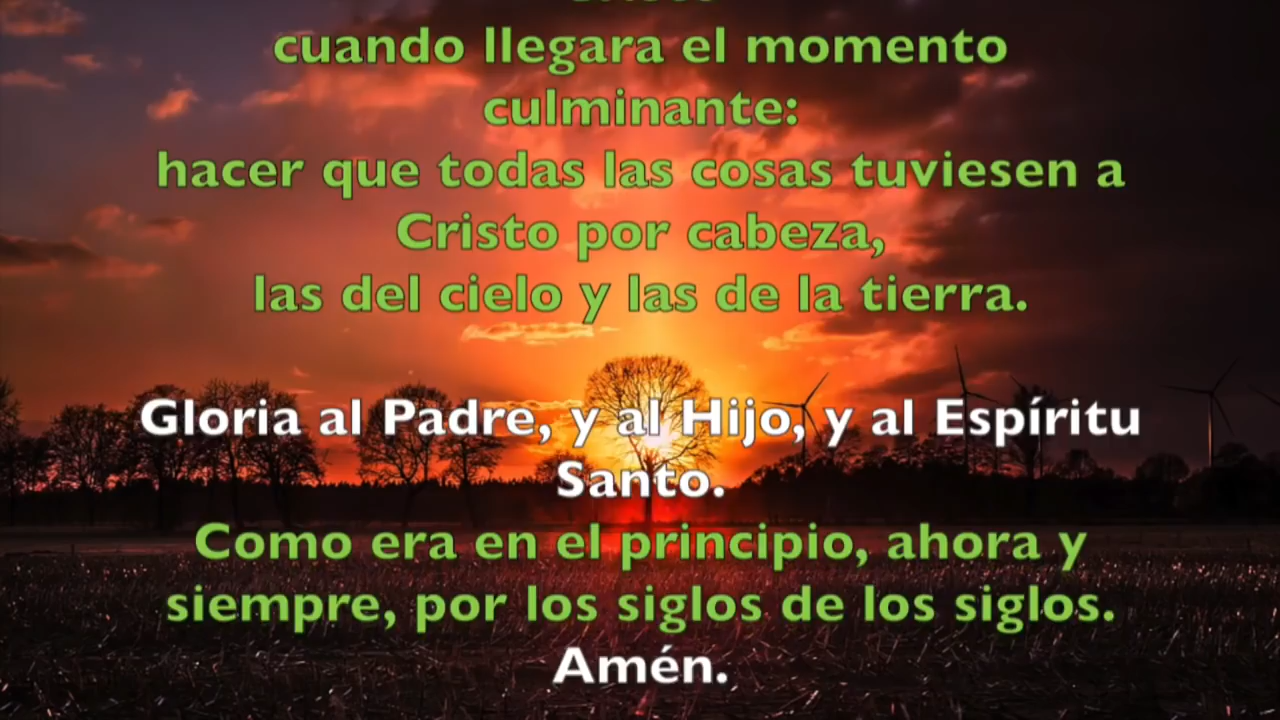 cuando llegara el momento
culminante:
hacer que todas las cosas tuviesen a
Cristo por cabeza,
las del cielo y las de la tierra.
Gloria al Padre, y al Hijo, y al Espíritu
Santo.
Como era en el principio, ahora y
siempre, por los siglos de los siglos.
Amén.